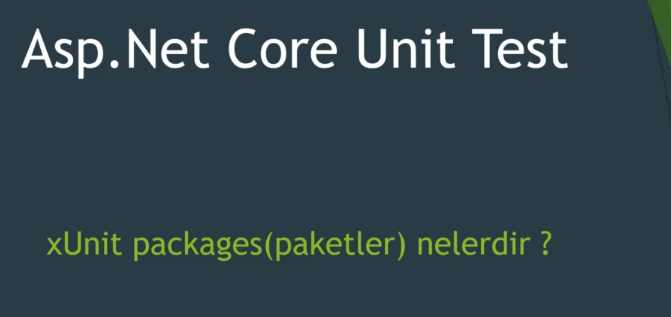 Asp.Net Core Unit Test
xUnit packages(paketler) nelerdir ?